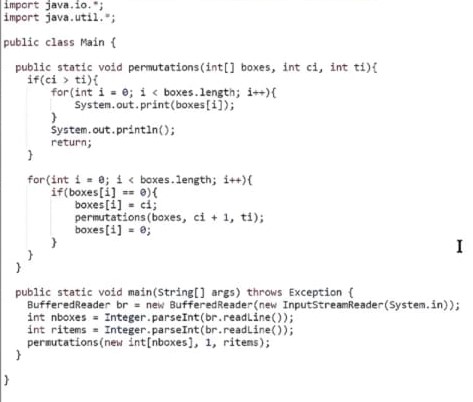 import java.io.*;
import java.util.*;

public class Main {

  public static void permutations(int[] boxes, int ci, int ti){
    if(ci > ti){
        for(int i = 0; i < boxes.length; i++){
            System.out.print(boxes[i]);
        }
        System.out.println();
        return;
    }

    for(int i = 0; i < boxes.length; i++){
        if(boxes[i] == 0){
            boxes[i] = ci;
            permutations(boxes, ci + 1, ti);
            boxes[i] = 0;
        }
    }
  }

  public static void main(String[] args) throws Exception {
    BufferedReader br = new BufferedReader(new InputStreamReader(System.in));
    int nboxes = Integer.parseInt(br.readLine());
    int ritems = Integer.parseInt(br.readLine());
    permutations(new int[nboxes], 1, ritems);
  }

}